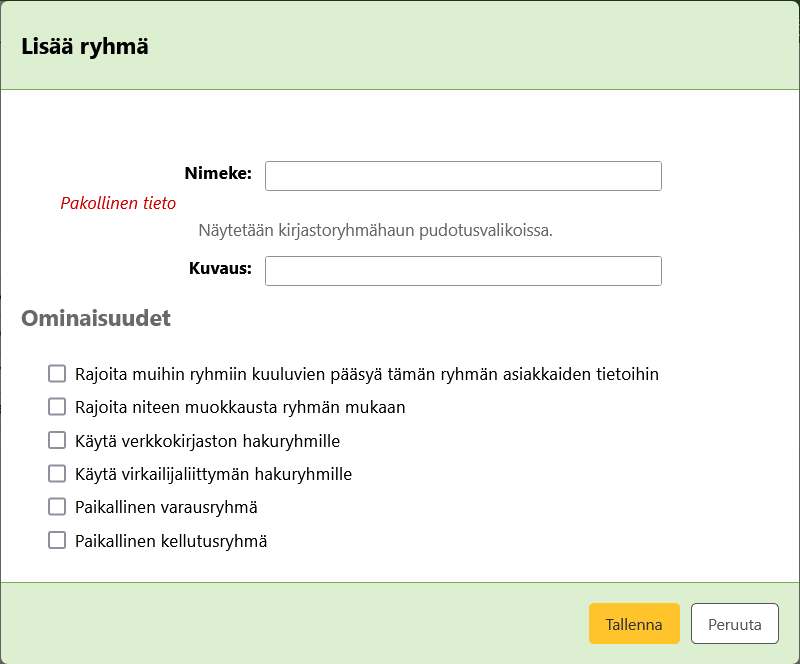 Lisää ryhmä
Nimeke:
Pakollinen tieto
Näytetään kirjastoryhmähaun pudotusvalikoissa.
Kuvaus:
Ominaisuudet
Rajoita muihin ryhmiin kuuluvien pääsyä tämän ryhmän asiakkaiden tietoihin
Rajoita niteen muokkausta ryhmän mukaan
Käytä verkkokirjaston hakuryhmille
Käytä virkailijaliittymän hakuryhmille
Paikallinen varausryhmä
Paikallinen kellutusryhmä
Tallenna Peruuta